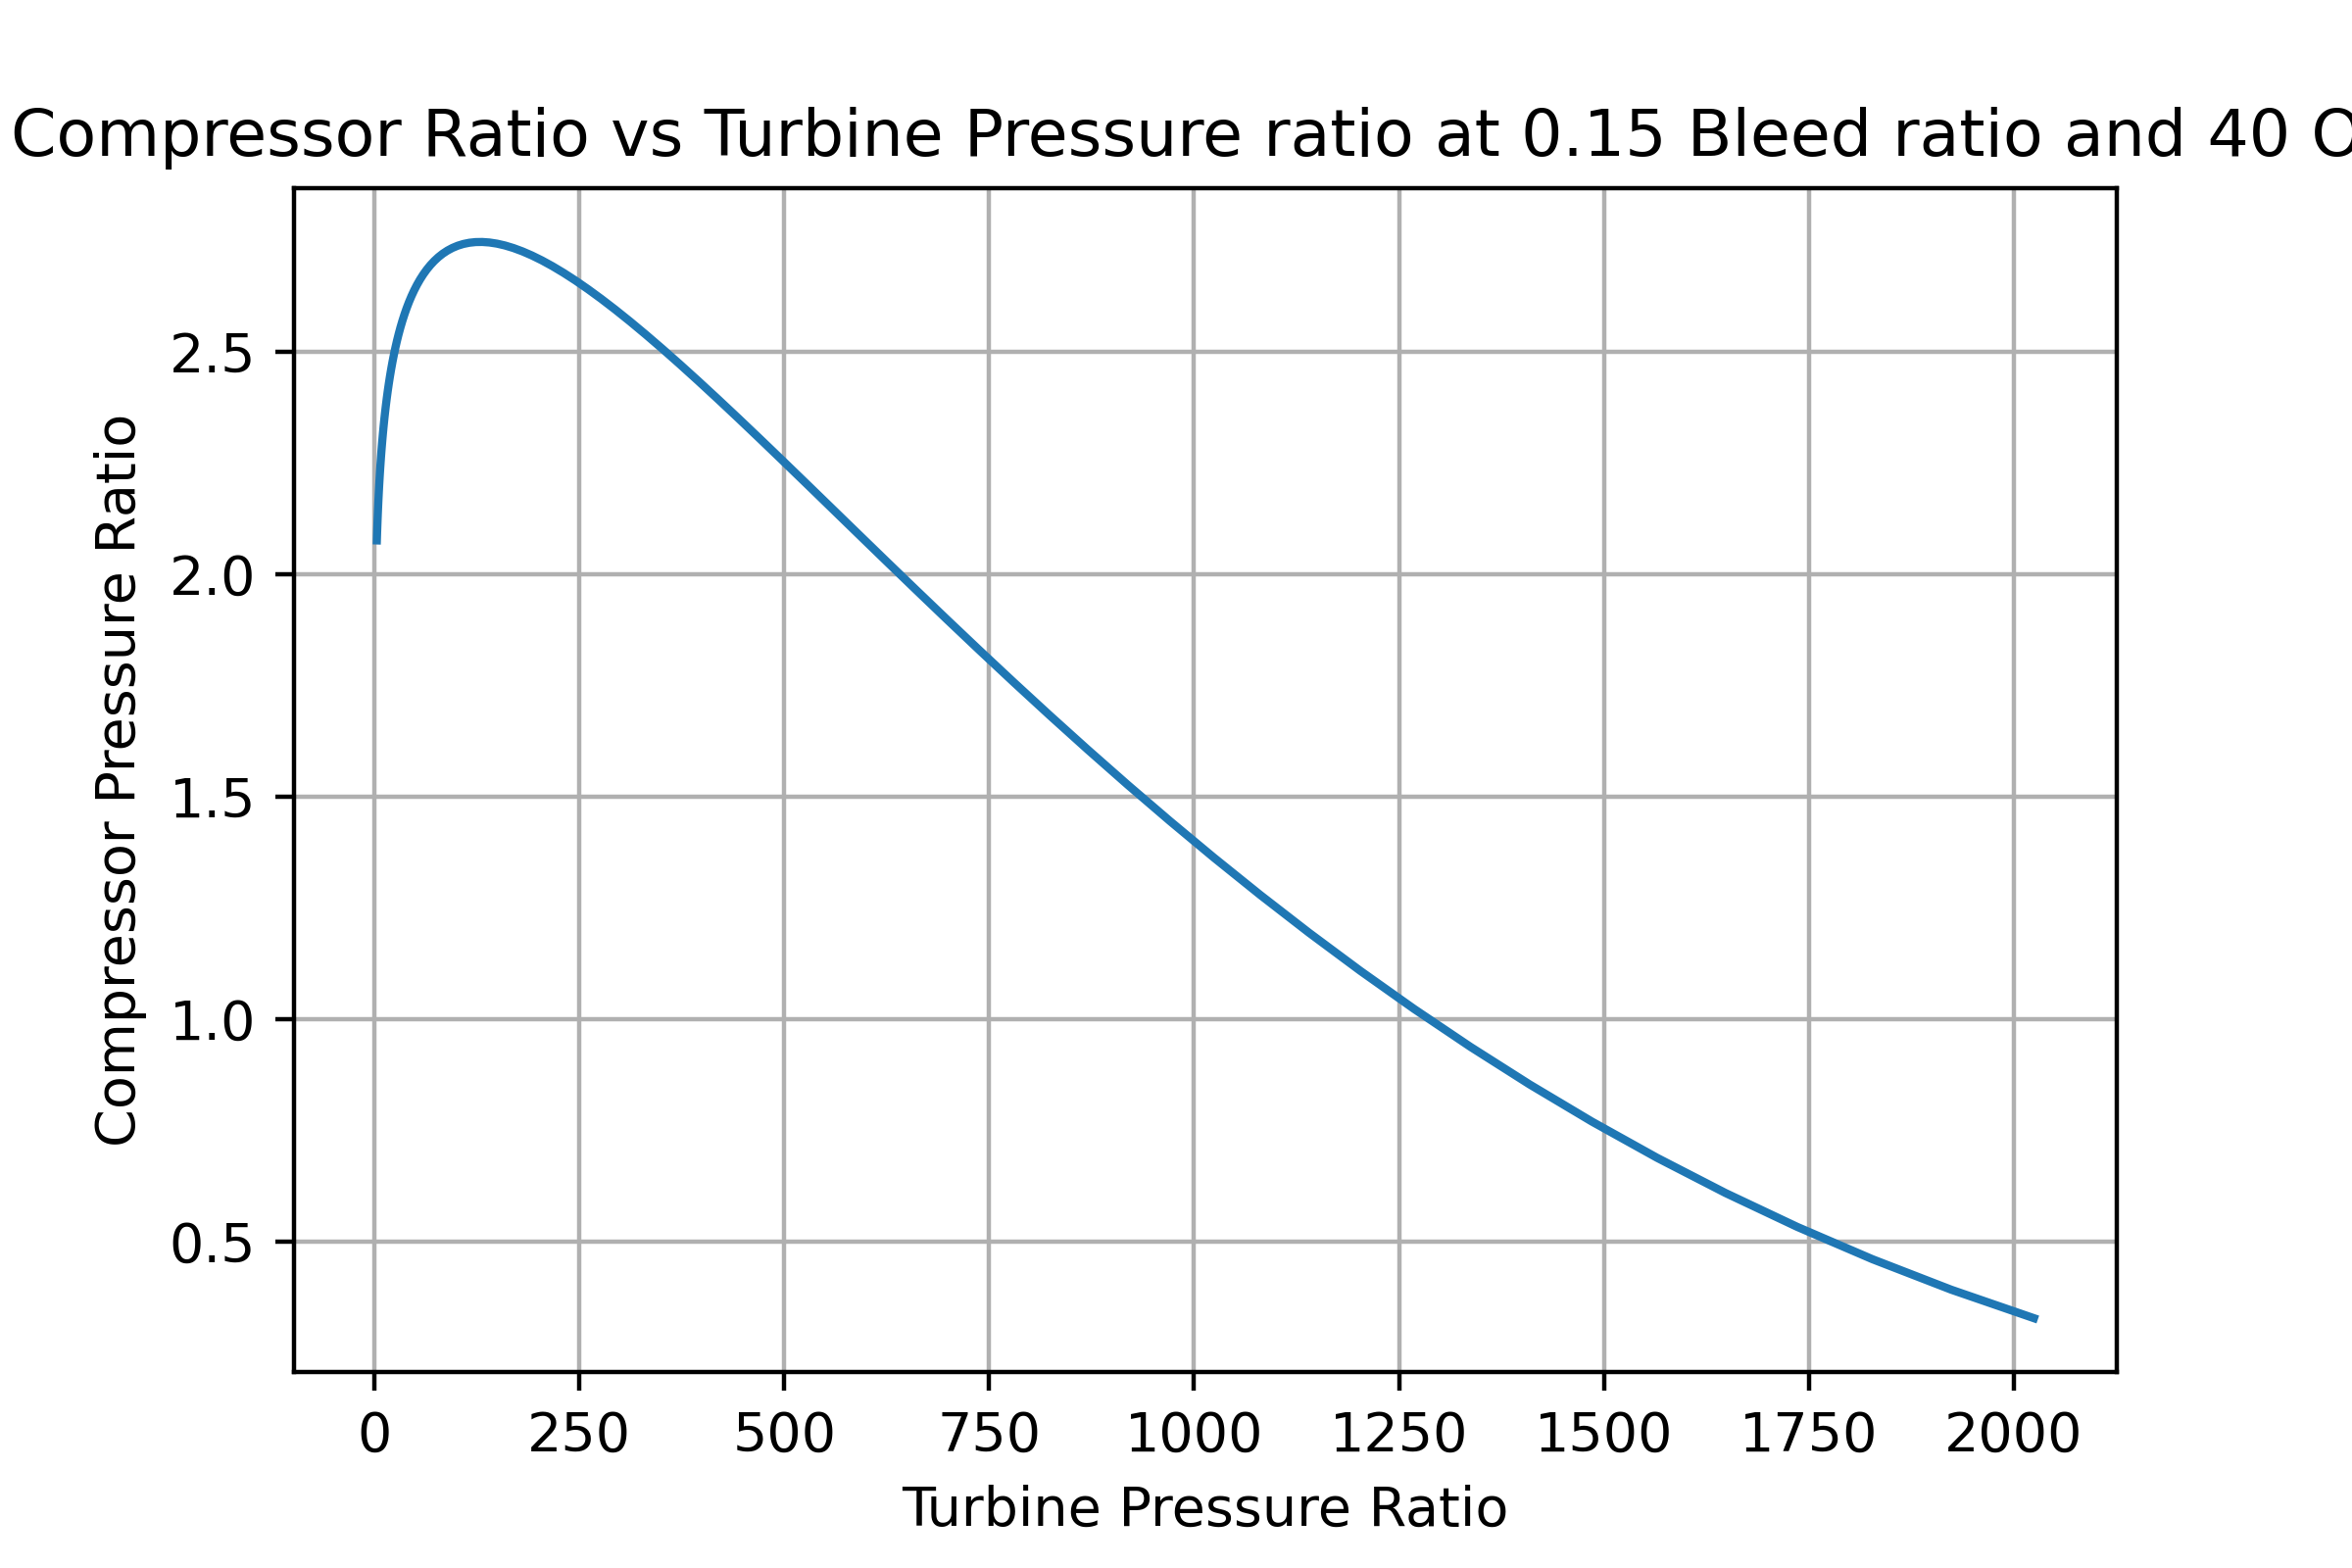 Compressor Ratio vs Turbine Pressure ratio at 0.15 Bleed ratio and 40 O
Compressor Pressure Ratio
2.5
2.0
1.5
1.0
0.5
0 250 500 750 1000 1250 1500 1750 2000
Turbine Pressure Ratio